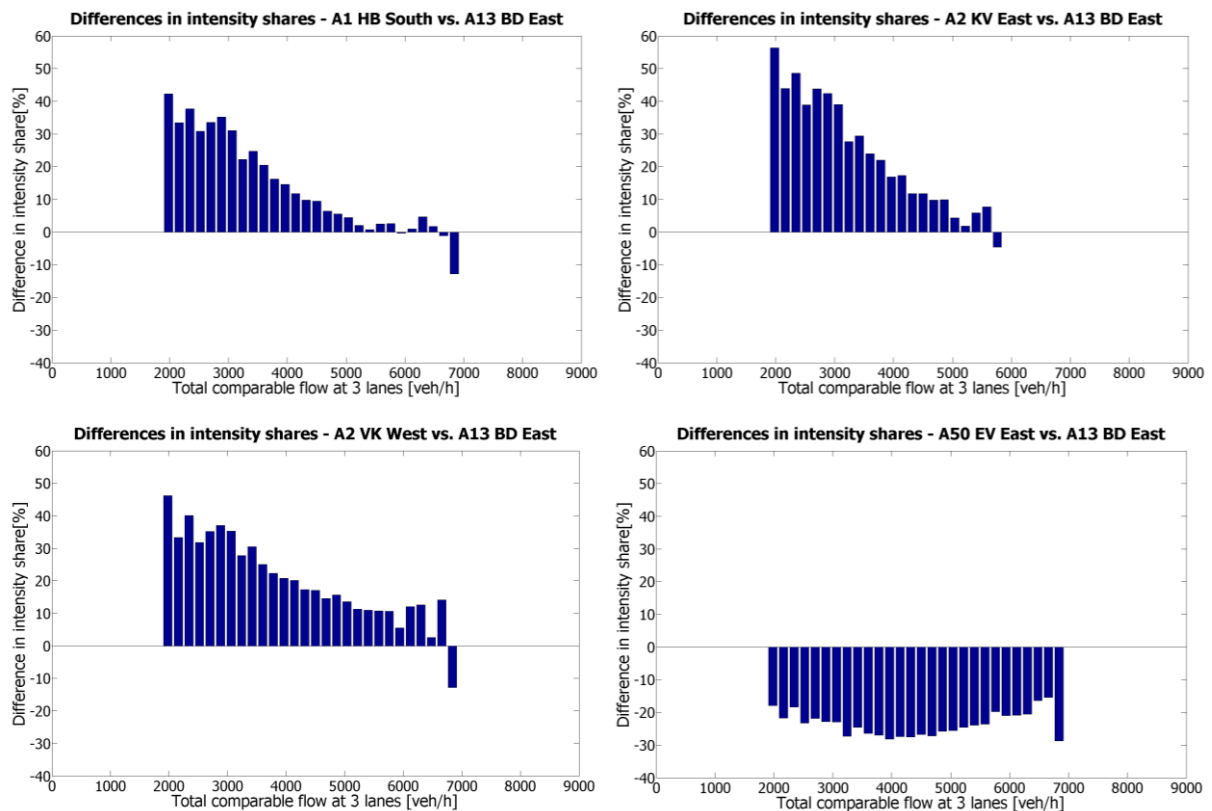 Differences in intensity shares - A1 HB South vs. A13 BD East
Difference in intensity share[%]
60
50
40
30
20
10
0
-10
-20
-30
-40
0 1000 2000 3000 4000 5000 6000 7000 8000 9000
Total comparable flow at 3 lanes [veh/h]
Differences in intensity shares - A2 KV East vs. A13 BD East
Difference in intensity share[%]
60
50
40
30
20
10
0
-10
-20
-30
-40
0 1000 2000 3000 4000 5000 6000 7000 8000 9000
Total comparable flow at 3 lanes [veh/h]
Differences in intensity shares - A2 VK West vs. A13 BD East
Difference in intensity share[%]
60
50
40
30
20
10
0
-10
-20
-30
-40
0 1000 2000 3000 4000 5000 6000 7000 8000 9000
Total comparable flow at 3 lanes [veh/h]
Differences in intensity shares - A50 EV East vs. A13 BD East
Difference in intensity share[%]
60
50
40
30
20
10
0
-10
-20
-30
-40
0 1000 2000 3000 4000 5000 6000 7000 8000 9000
Total comparable flow at 3 lanes [veh/h]